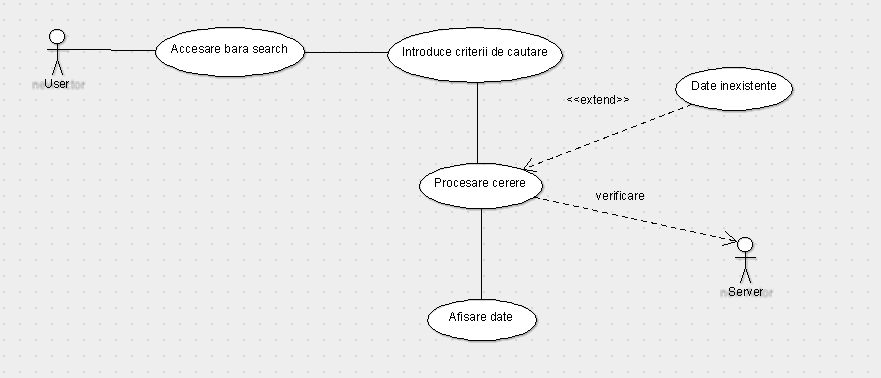 Accesare bara search
Introduce criterii de cautare
User
Date inexistente
<<extend>>
Procesare cerere
verificare
Server
Afisare date